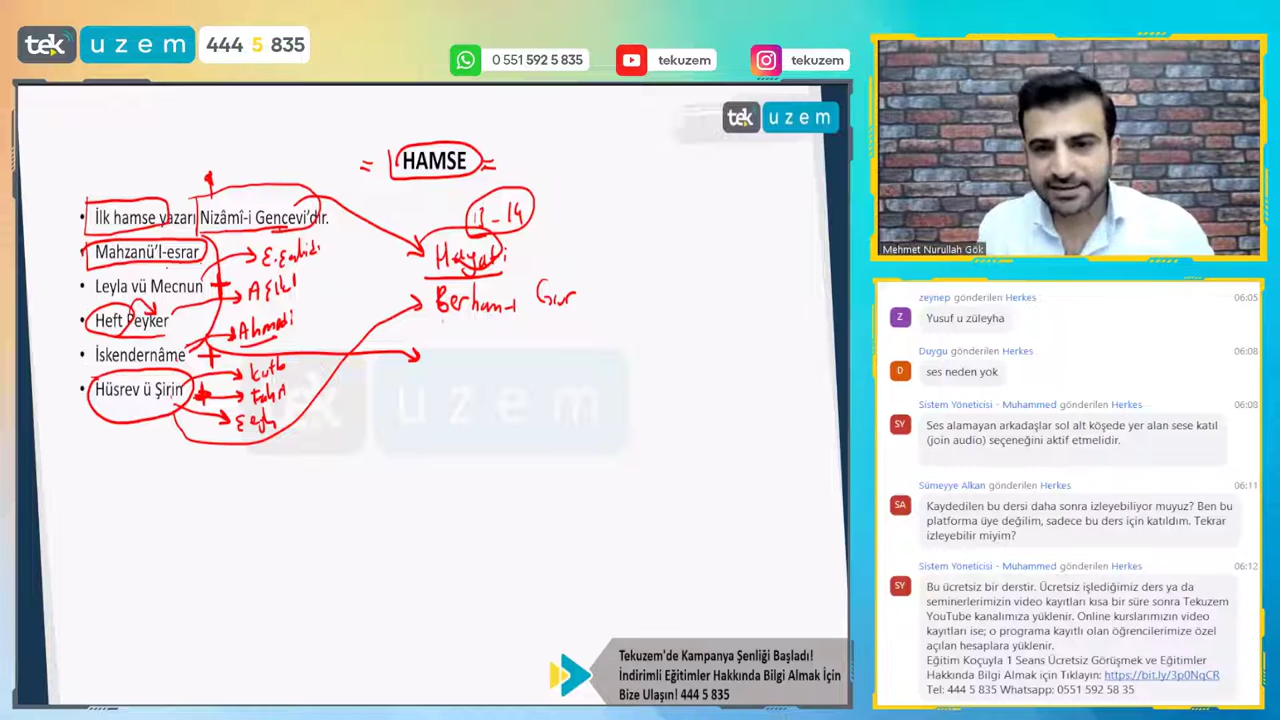 tek uzem 444 5 835
0 551 592 5 835 tekuzem tekuzem
tek uzem
= HAMSE =
• İlk hamse yazarı Nizâmî-i Gencevi'dir.
• Mahzanü'l-esrar
• Leyla vü Mecnun
• Heft Peyker
• İskendernâme
• Hüsrev ü Şirin
Ahmedi
Hayati
Berham-ı Gur
uzem
Mehmet Nurullah Gök
zeynep gönderilen Herkes 06:05
Z Yusuf u züleyha
Duygu gönderilen Herkes 06:08
D ses neden yok
Sistem Yöneticisi - Muhammed gönderilen Herkes 06:08
SY Ses alamayan arkadaşlar sol alt köşede yer alan sese katıl
(join audio) seçeneğini aktif etmelidir.
Sümeyye Alkan gönderilen Herkes 06:11
SA Kaydedilen bu dersi daha sonra izleyebiliyor muyuz? Ben bu
platforma üye değilim, sadece bu ders için katıldım. Tekrar
izleyebilir miyim?
Sistem Yöneticisi - Muhammed gönderilen Herkes 06:12
SY Bu ücretsiz bir derstir. Ücretsiz işlediğimiz ders ya da
seminerlerimizin video kayıtları kısa bir süre sonra Tekuzem
YouTube kanalımıza yüklenir. Online kurslarımızın video
kayıtları ise; o programa kayıtlı olan öğrencilerimize özel
açılan hesaplara yüklenir.
Eğitim Koçuyla 1 Seans Ücretsiz Görüşmek ve Eğitimler
Hakkında Bilgi Almak için Tıklayın: https://bit.ly/3p0NqCR
Tel: 444 5 835 Whatsapp: 0551 592 58 35
Tekuzem'de Kampanya Şenliği Başladı!
İndirimli Eğitimler Hakkında Bilgi Almak İçin
Bize Ulaşın! 444 5 835